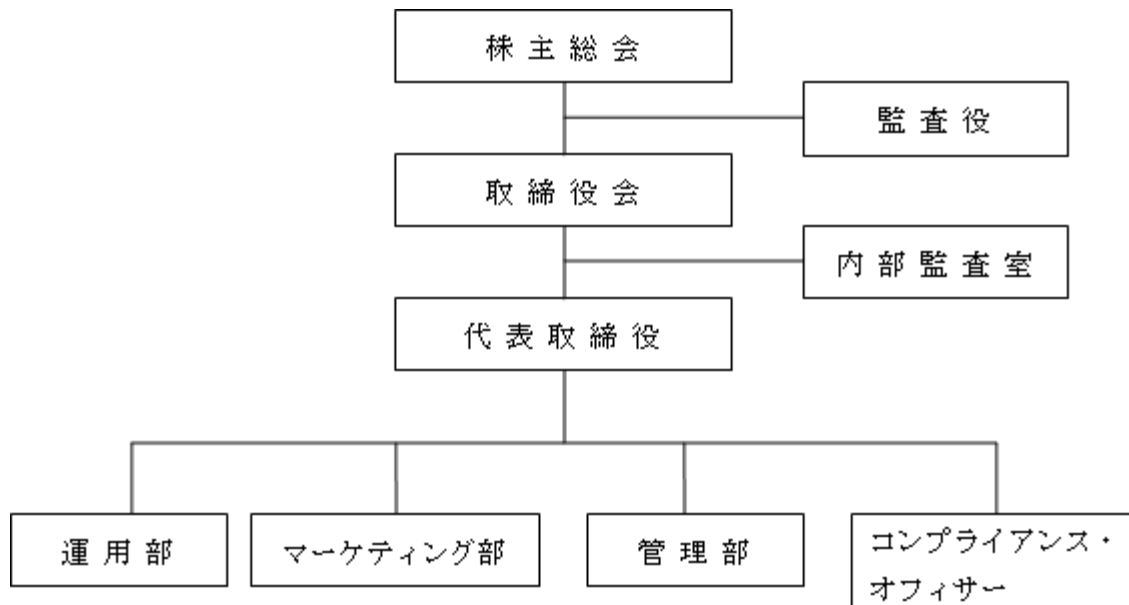 株主総会
監査役
取締役会
内部監査室
代表取締役
運用部
マーケティング部
管理部
コンプライアンス・
オフィサー